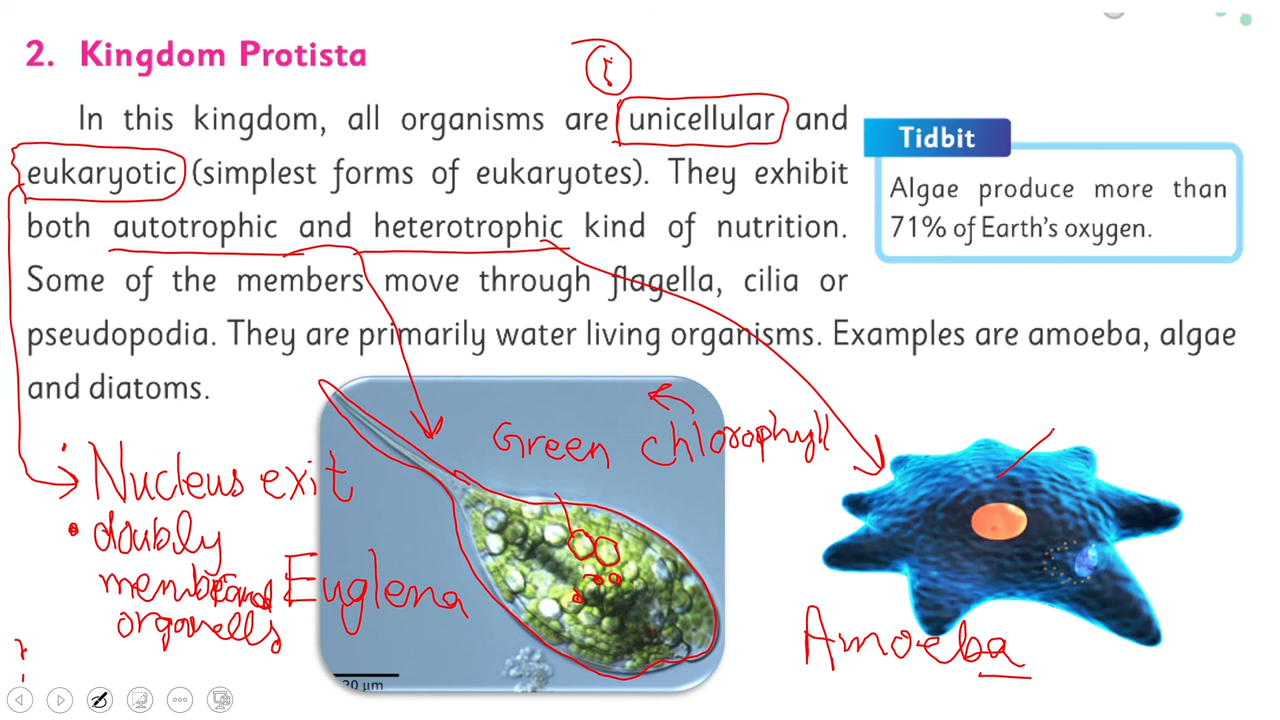 2. Kingdom Protista
In this kingdom, all organisms are unicellular and
eukaryotic (simplest forms of eukaryotes). They exhibit
both autotrophic and heterotrophic kind of nutrition.
Some of the members move through flagella, cilia or
pseudopodia. They are primarily water living organisms. Examples are amoeba, algae
and diatoms.
Tidbit
Algae produce more than
71% of Earth's oxygen.
Green chlorophyll
Nucleus exit
doubly
organells
Euglena
Amoeba
20 μm